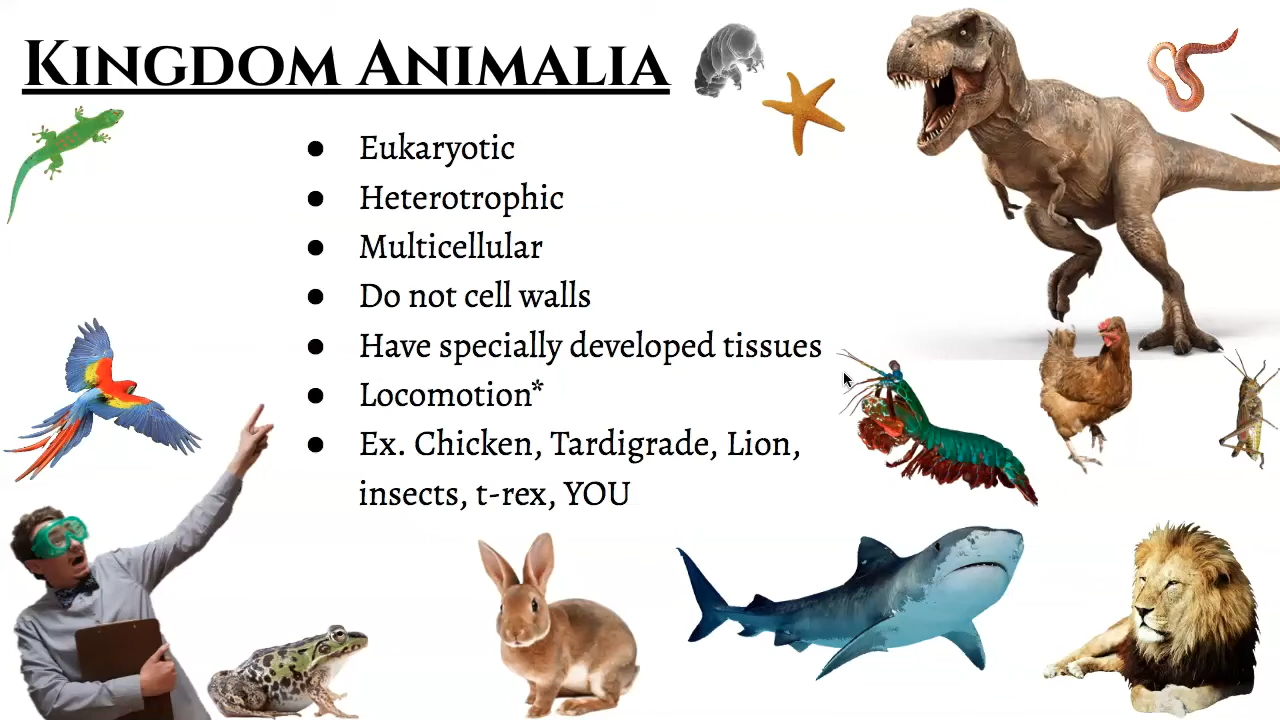 KINGDOM ANIMALIA
● Eukaryotic
● Heterotrophic
● Multicellular
● Do not cell walls
● Have specially developed tissues
● Locomotion*
● Ex. Chicken, Tardigrade, Lion,
insects, t-rex, YOU